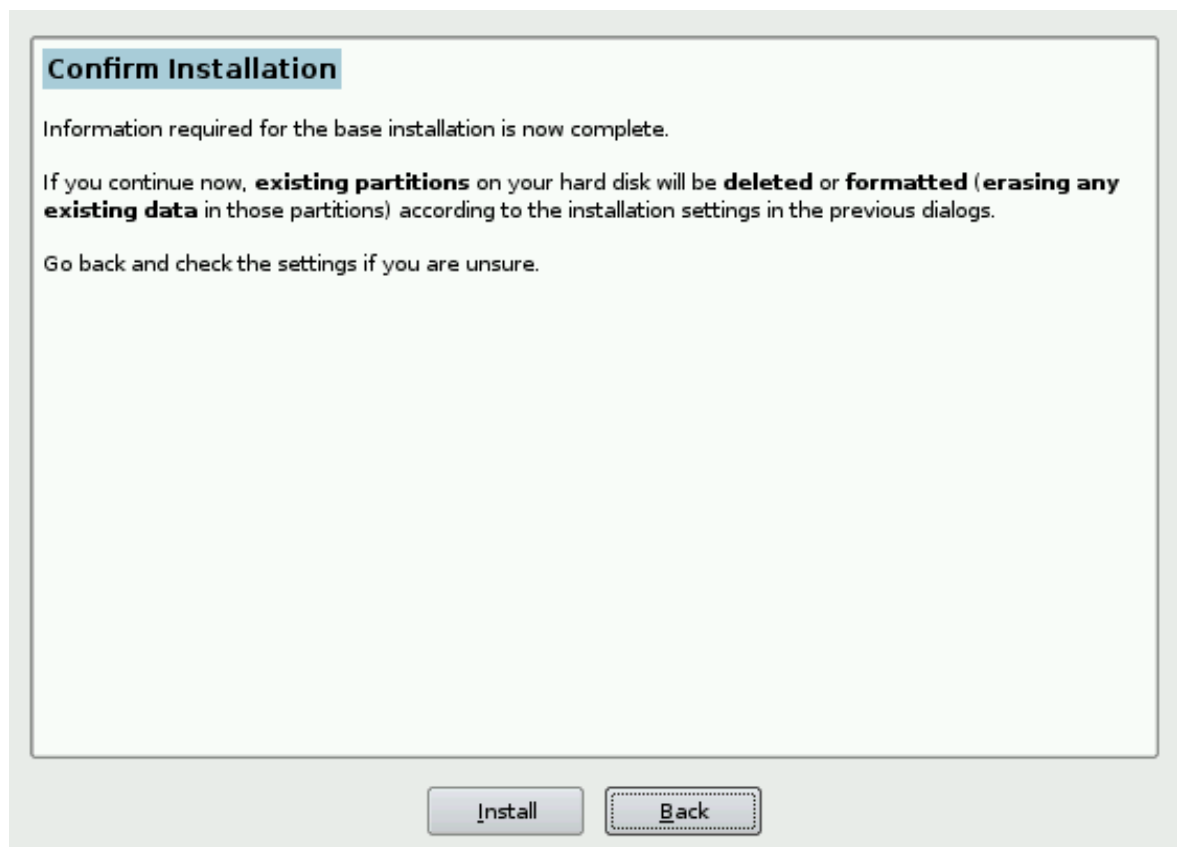 Confirm Installation
Information required for the base installation is now complete.
If you continue now, existing partitions on your hard disk will be deleted or formatted (erasing any
existing data in those partitions) according to the installation settings in the previous dialogs.
Go back and check the settings if you are unsure.
Install
Back